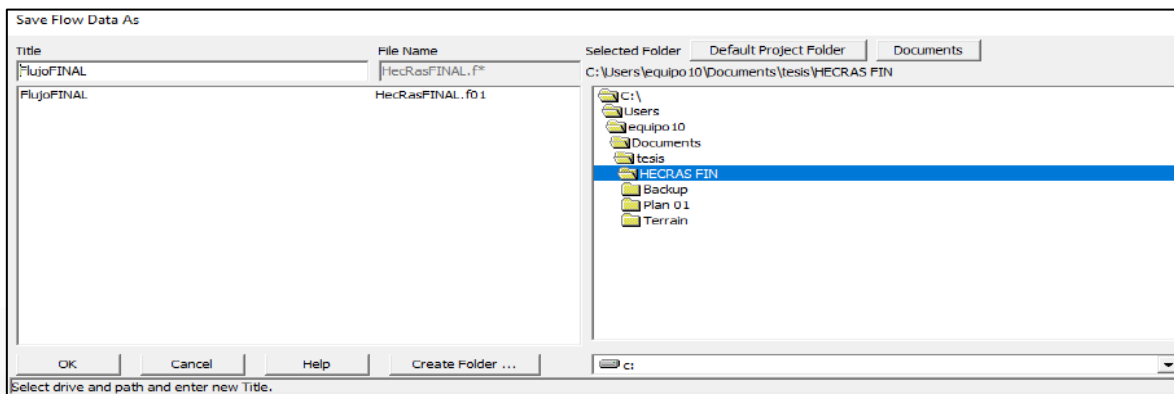 Save Flow Data As
Title File Name Selected Folder Default Project Folder Documents
FlujoFINAL HecRasFINAL.f* C:\Users\equipo10\Documents\tesis\HECRAS FIN
FlujoFINAL HecRasFINAL.f01 C:\
Users
equipo10
Documents
tesis
HECRAS FIN
Backup
Plan 01
Terrain
OK Cancel Help Create Folder ... c:
Select drive and path and enter new Title.